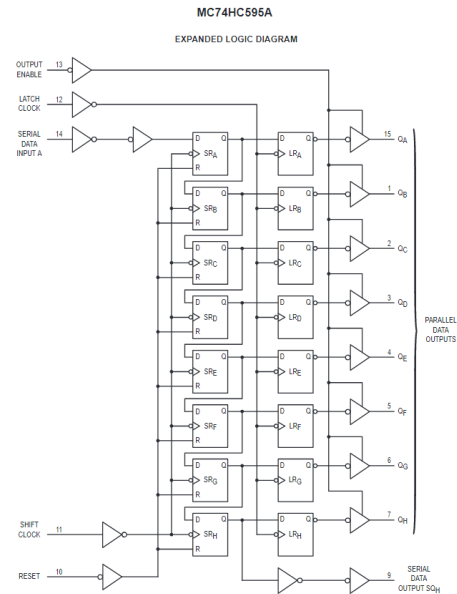 MC74HC595A
EXPANDED LOGIC DIAGRAM
OUTPUT
ENABLE
13
LATCH
CLOCK
12
SERIAL
DATA
INPUT A
14
D Q
SRA
R
D Q
LRA
15 QA
D Q
SRB
R
D Q
LRB
1 QB
D Q
SRC
R
D Q
LRC
2 QC
D Q
SRD
R
D Q
LRD
3 QD
D Q
SRE
R
D Q
LRE
4 QE
D Q
SRF
R
D Q
LRF
5 QF
D Q
SRG
R
D Q
LRG
6 QG
D Q
SRH
R
D Q
LRH
7 QH
PARALLEL
DATA
OUTPUTS
SHIFT
CLOCK
11
RESET
10
9
SERIAL
DATA
OUTPUT SQH